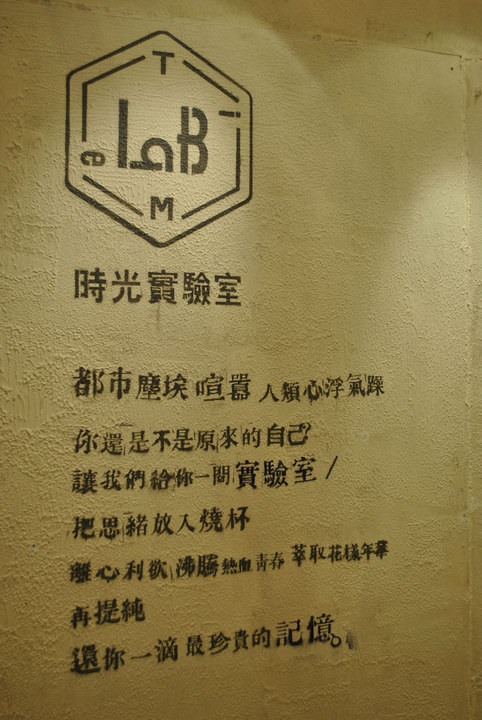 TiMe
LaB
時光實驗室
都市塵埃 喧囂 人類心浮氣躁
你還是不是原來的自己?
讓我們給你一間實驗室/
把思緒放入燒杯
離心利欲 沸騰熱血青春 萃取花樣年華
再提純
還你一滴最珍貴的記憶。